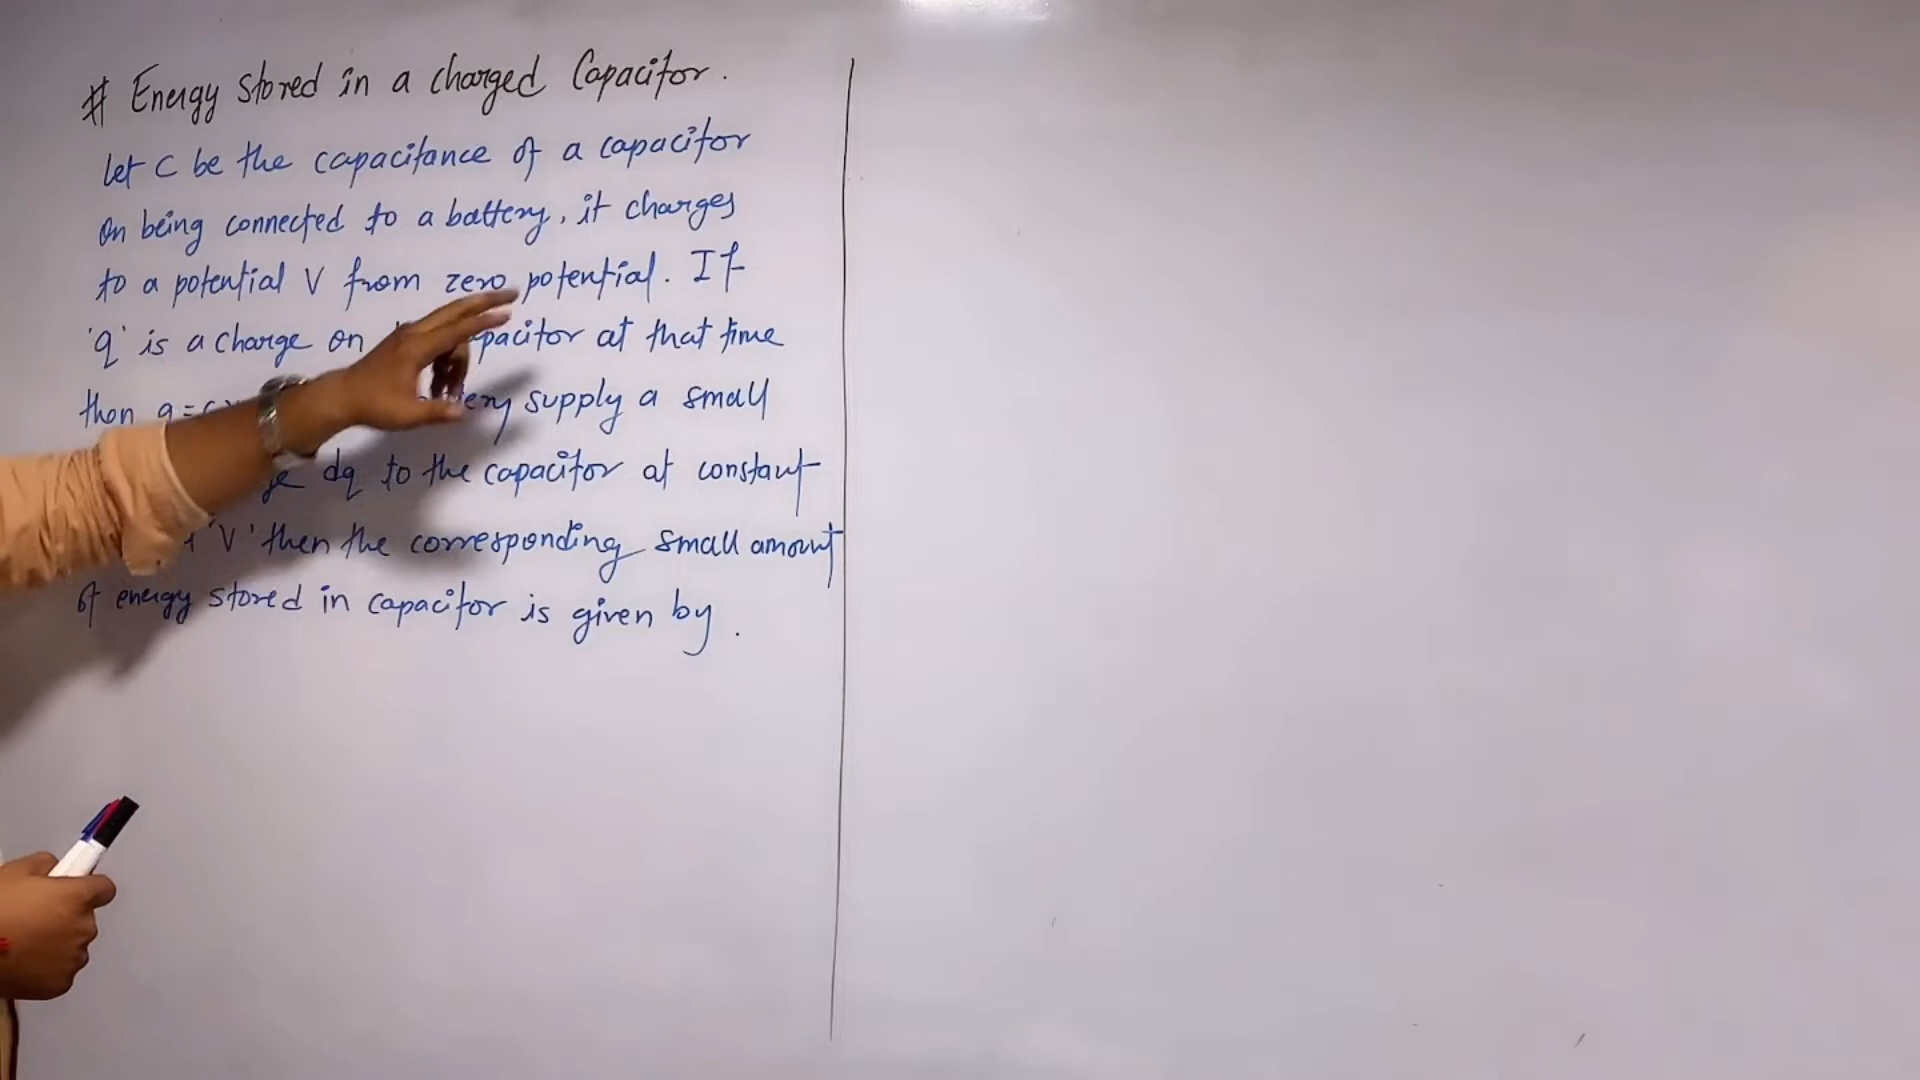 # Energy stored in a charged Capacitor.
let C be the capacitance of a capacitor
on being connected to a battery, it charges
to a potential V from zero potential. If
'q' is a charge on capacitor at that time
then q=c supply a small
dq to the capacitor at constant
'V' then the corresponding small amount
of energy stored in capacitor is given by.